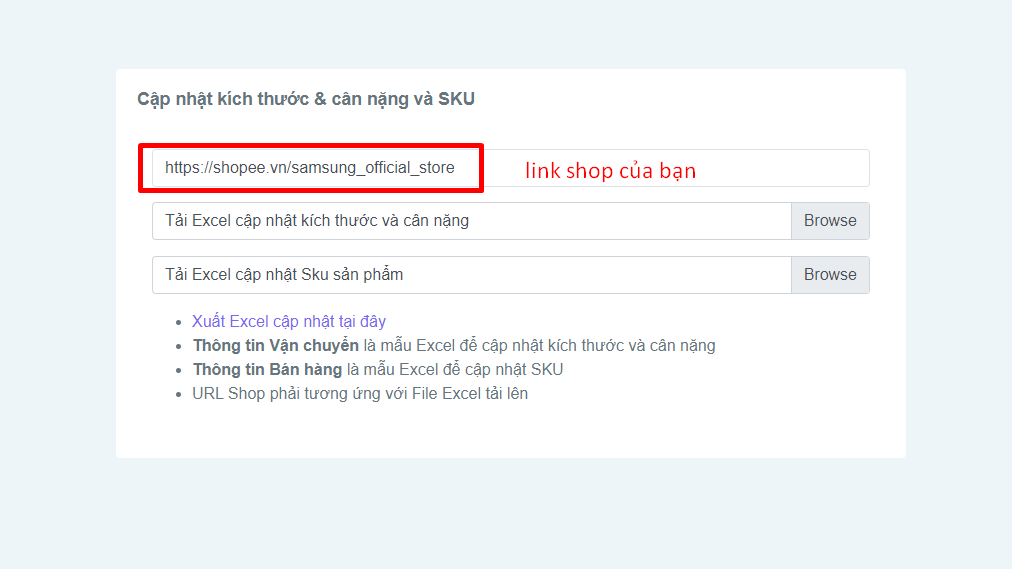 Cập nhật kích thước & cân nặng và SKU
https://shopee.vn/samsung_official_store
link shop của bạn
Tải Excel cập nhật kích thước và cân nặng
Browse
Tải Excel cập nhật Sku sản phẩm
Browse
Xuất Excel cập nhật tại đây
Thông tin Vận chuyển là mẫu Excel để cập nhật kích thước và cân nặng
Thông tin Bán hàng là mẫu Excel để cập nhật SKU
URL Shop phải tương ứng với File Excel tải lên